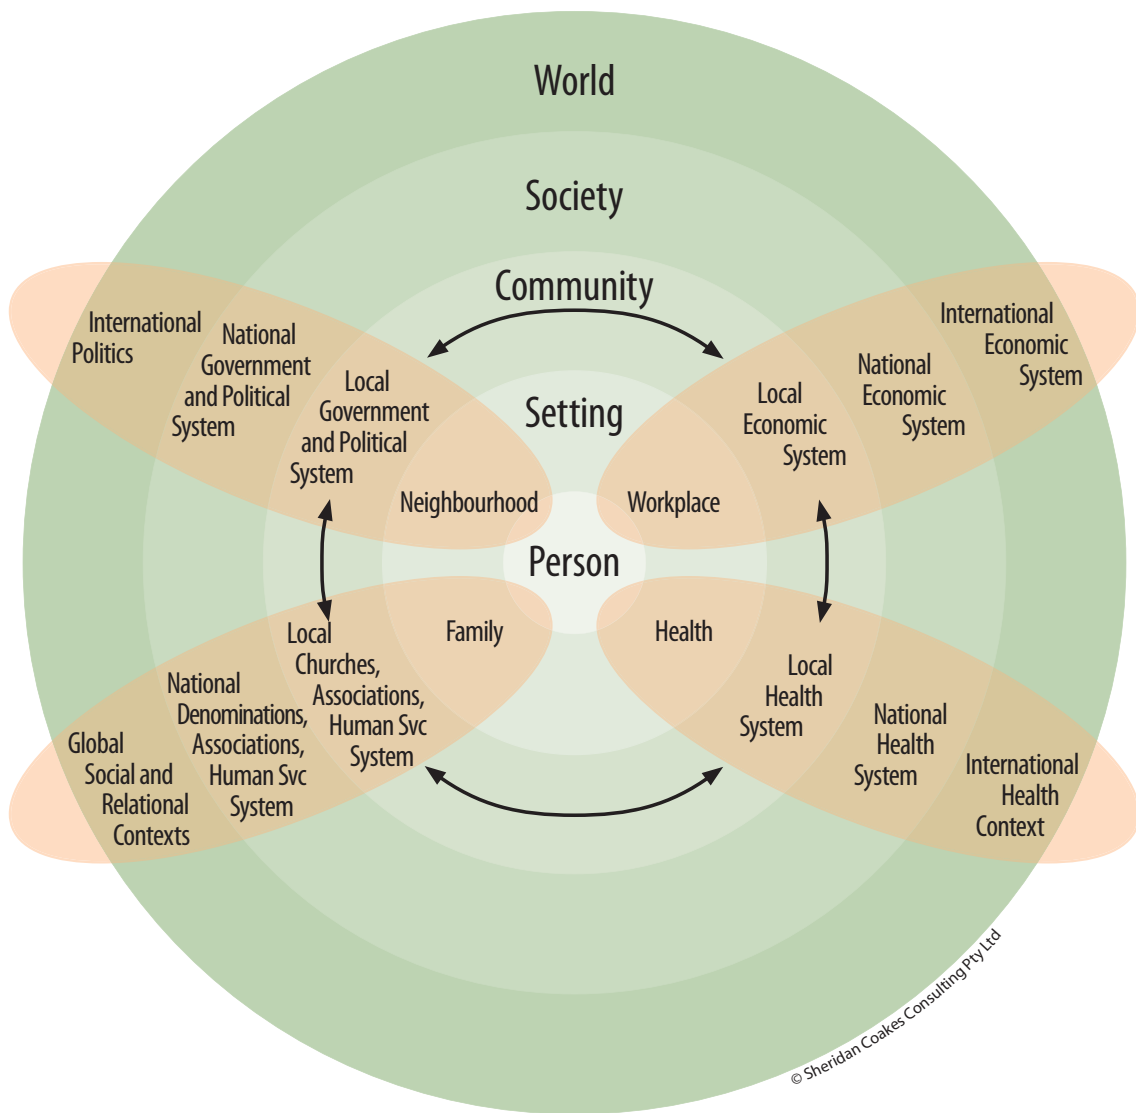 World
Society
Community
Setting
Person
International
Politics
National
Government
and Political
System
Local
Government
and Political
System
Neighbourhood
Workplace
Local
Economic
System
National
Economic
System
International
Economic
System
Family
Local
Churches,
Associations,
Human Svc
System
National
Denominations,
Associations,
Human Svc
System
Global
Social and
Relational
Contexts
Health
Local
Health
System
National
Health
System
International
Health
Context
© Sheridan Coakes Consulting Pty Ltd